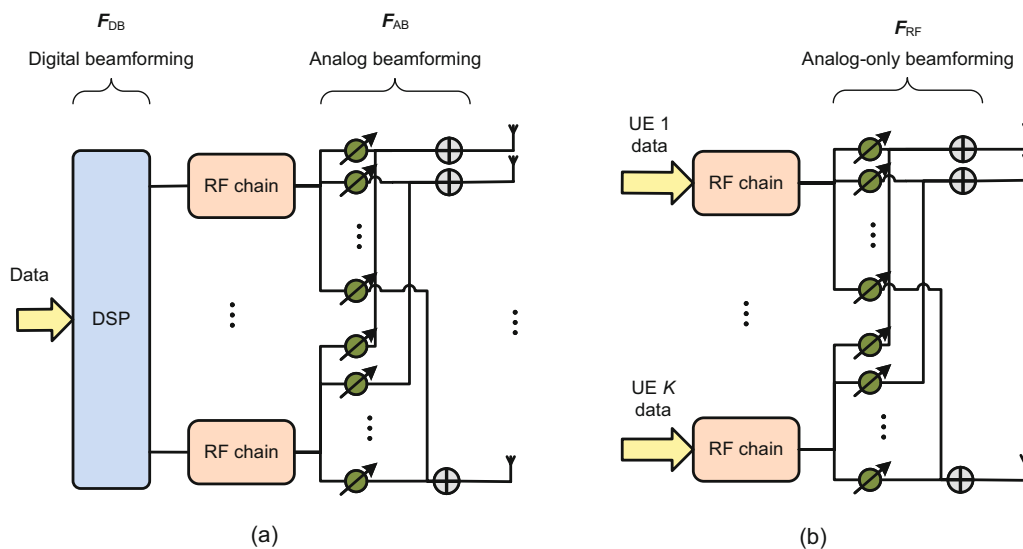 F_DB
Digital beamforming
F_AB
Analog beamforming
RF chain
Data
DSP
RF chain
(a)
F_RF
Analog-only beamforming
UE 1
data
RF chain
UE K
data
RF chain
(b)